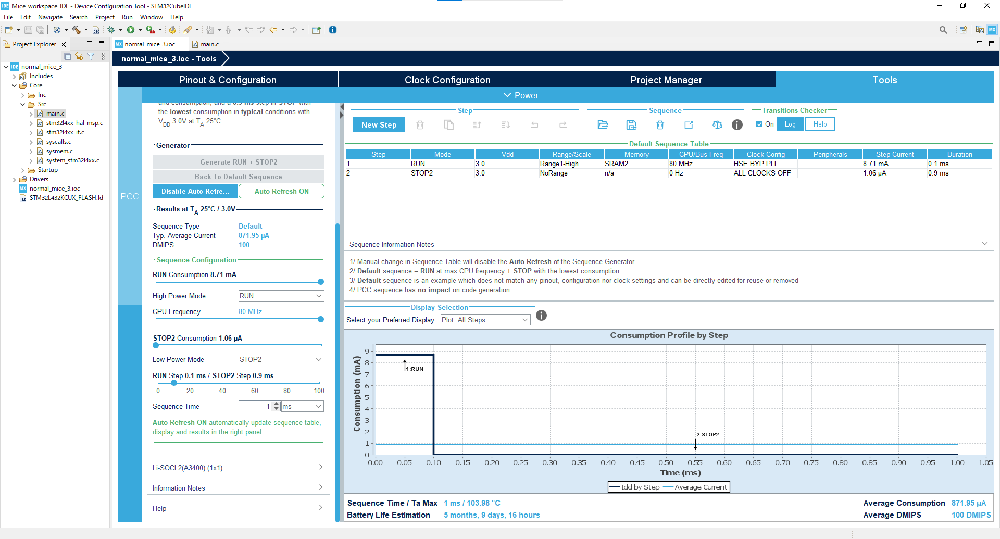 IDE Mice_workspace_IDE - Device Configuration Tool - STM32CubeIDE
File Edit Navigate Search Project Run Window Help
Project Explorer
MX normal_mice_3.ioc
.c main.c
IDE normal_mice_3
Includes
Core
Inc
Src
main.c
stm32l4xx_hal_msp.c
stm32l4xx_it.c
syscalls.c
sysmem.c
system_stm32l4xx.c
Startup
Drivers
MX normal_mice_3.ioc
STM32L432KCUX_FLASH.ld
normal_mice_3.ioc - Tools
Pinout & Configuration
Clock Configuration
Project Manager
Tools
Power
PCC
and consumption, and a 0.9 ms step in STOP with
the lowest consumption in typical conditions with
VDD 3.0V at TA 25°C.
Generator
Generate RUN + STOP2
Back To Default Sequence
Disable Auto Refre...
Auto Refresh ON
Results at TA 25°C / 3.0V
Sequence Type Default
Typ. Average Current 871.95 µA
DMIPS 100
Sequence Configuration
RUN Consumption 8.71 mA
High Power Mode RUN
CPU Frequency 80 MHz
STOP2 Consumption 1.06 µA
Low Power Mode STOP2
RUN Step 0.1 ms / STOP2 Step 0.9 ms
0 20 40 60 80 100
Sequence Time 1 ms
Auto Refresh ON automatically update sequence table,
display and results in the right panel.
Li-SOCL2(A3400) (1x1)
Information Notes
Help
Step
New Step
Sequence
Transitions Checker
On Log Help
Default Sequence Table
Step Mode Vdd Range/Scale Memory CPU/Bus Freq Clock Config Peripherals Step Current Duration
1 RUN 3.0 Range1-High SRAM2 80 MHz HSE BYP PLL 8.71 mA 0.1 ms
2 STOP2 3.0 NoRange n/a 0 Hz ALL CLOCKS OFF 1.06 µA 0.9 ms
Sequence Information Notes
1/ Manual change in Sequence Table will disable the Auto Refresh of the Sequence Generator
2/ Default sequence = RUN at max CPU frequency + STOP with the lowest consumption
3/ Default sequence is an example which does not match any pinout, configuration nor clock settings and can be directly edited for reuse or removed
4/ PCC sequence has no impact on code generation
Display Selection
Select your Preferred Display Plot: All Steps
Consumption Profile by Step
Consumption (mA)
9
8
7
6
5
4
3
2
1
0
1:RUN
2:STOP2
0.00 0.05 0.10 0.15 0.20 0.25 0.30 0.35 0.40 0.45 0.50 0.55 0.60 0.65 0.70 0.75 0.80 0.85 0.90 0.95 1.00 1.05
Time (ms)
Idd by Step Average Current
Sequence Time / Ta Max 1 ms / 103.98 °C
Battery Life Estimation 5 months, 9 days, 16 hours
Average Consumption 871.95 µA
Average DMIPS 100 DMIPS